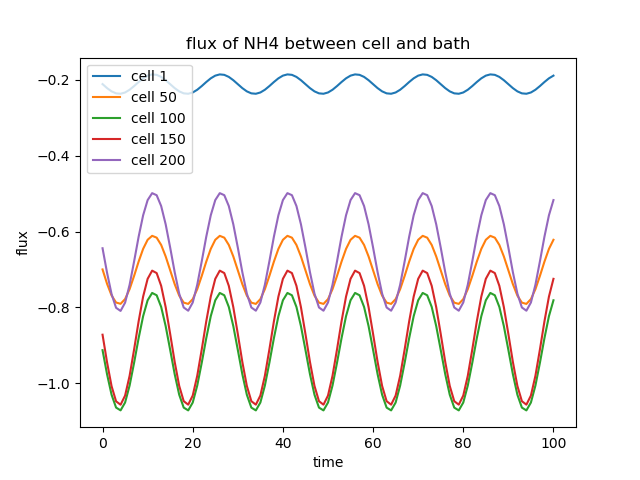 flux of NH4 between cell and bath
cell 1
cell 50
cell 100
cell 150
cell 200
−0.2
−0.4
−0.6
−0.8
−1.0
flux
0 20 40 60 80 100
time